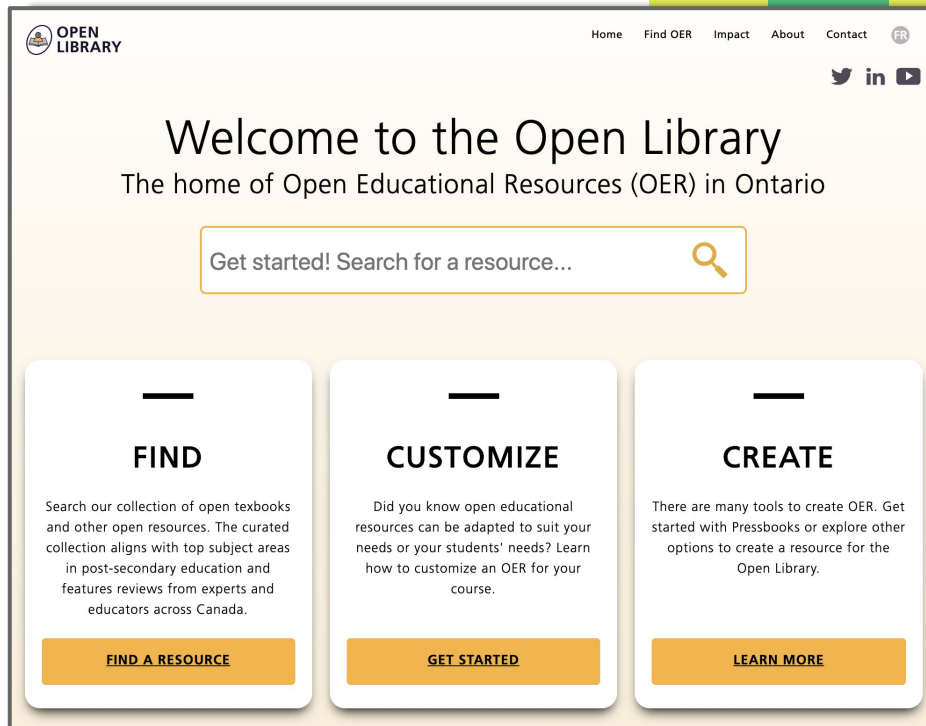 OPEN
LIBRARY
Home Find OER Impact About Contact FR
in
Welcome to the Open Library
The home of Open Educational Resources (OER) in Ontario
Get started! Search for a resource...
FIND
Search our collection of open texbooks
and other open resources. The curated
collection aligns with top subject areas
in post-secondary education and
features reviews from experts and
educators across Canada.
FIND A RESOURCE
CUSTOMIZE
Did you know open educational
resources can be adapted to suit your
needs or your students' needs? Learn
how to customize an OER for your
course.
GET STARTED
CREATE
There are many tools to create OER. Get
started with Pressbooks or explore other
options to create a resource for the
Open Library.
LEARN MORE